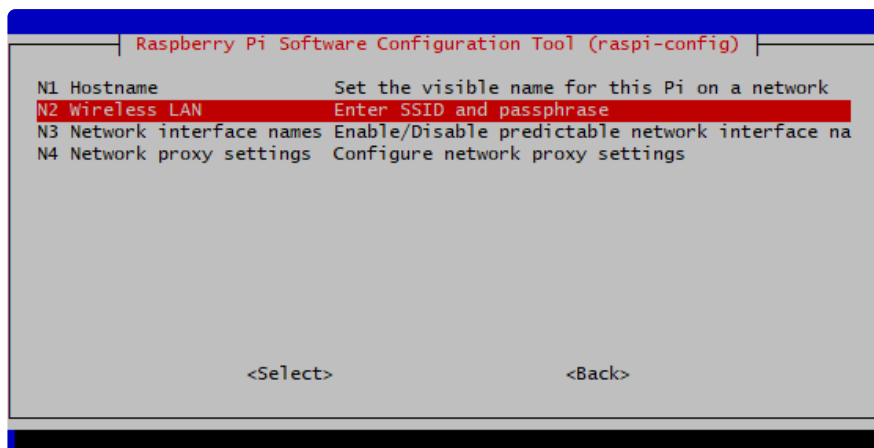 Raspberry Pi Software Configuration Tool (raspi-config)
N1 Hostname Set the visible name for this Pi on a network
N2 Wireless LAN Enter SSID and passphrase
N3 Network interface names Enable/Disable predictable network interface na
N4 Network proxy settings Configure network proxy settings
<Select> <Back>